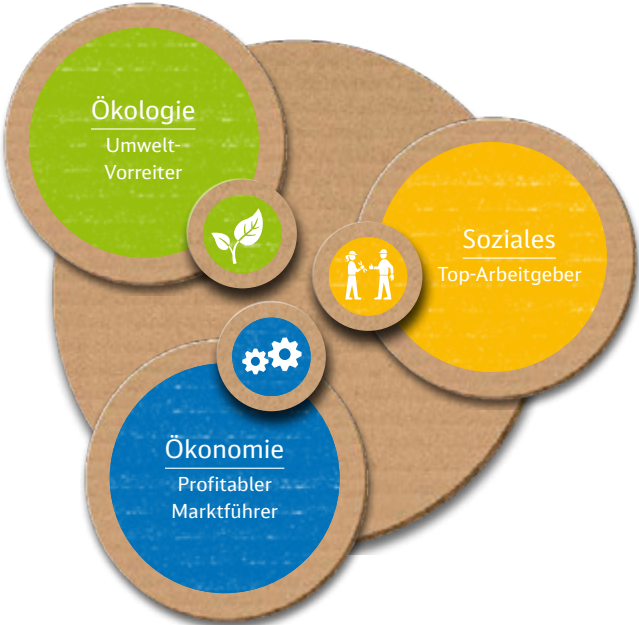 Ökologie
Umwelt-
Vorreiter
Soziales
Top-Arbeitgeber
Ökonomie
Profitabler
Marktführer